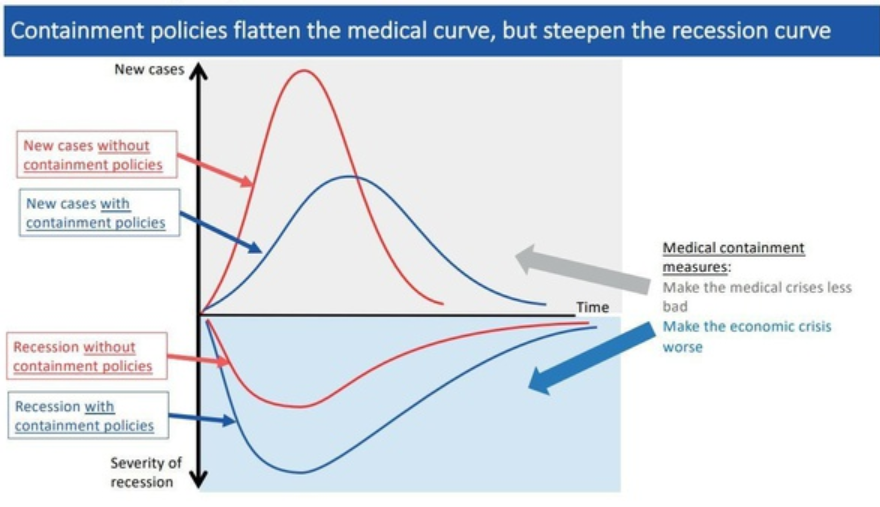 Containment policies flatten the medical curve, but steepen the recession curve
New cases
New cases without
containment policies
New cases with
containment policies
Medical containment
measures:
Make the medical crises less
bad
Make the economic crisis
worse
Time
Recession without
containment policies
Recession with
containment policies
Severity of
recession